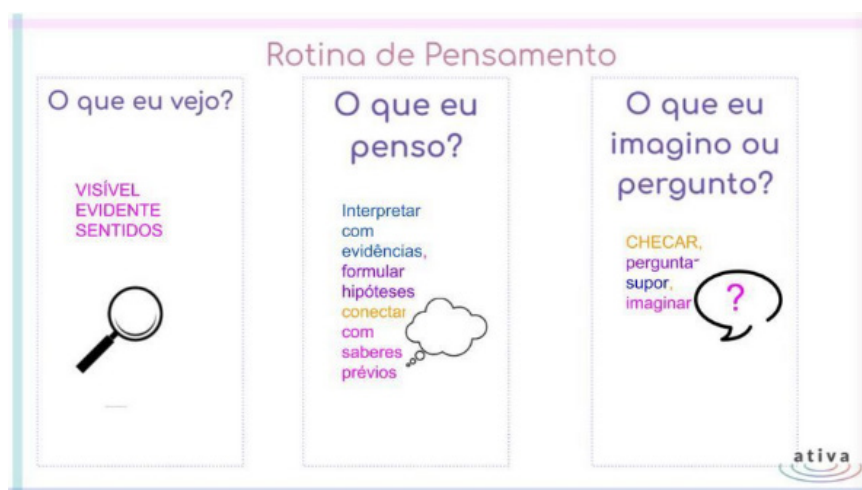 Rotina de Pensamento
O que eu vejo?
VISÍVEL
EVIDENTE
SENTIDOS
O que eu
penso?
Interpretar
com
evidências,
formular
hipóteses
conectar
com
saberes
prévios
O que eu
imagino ou
pergunto?
CHECAR,
pergunta
supor,
imaginar
?
ativa